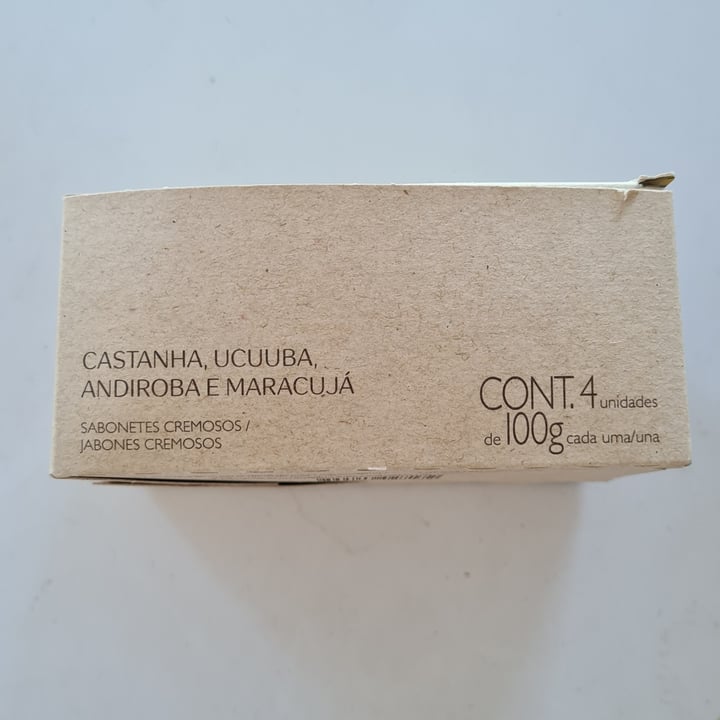 CASTANHA, UCUUBA,
ANDIROBA E MARACUJÁ
SABONETES CREMOSOS /
JABONES CREMOSOS
CONT. 4 unidades
de 100g cada uma/una